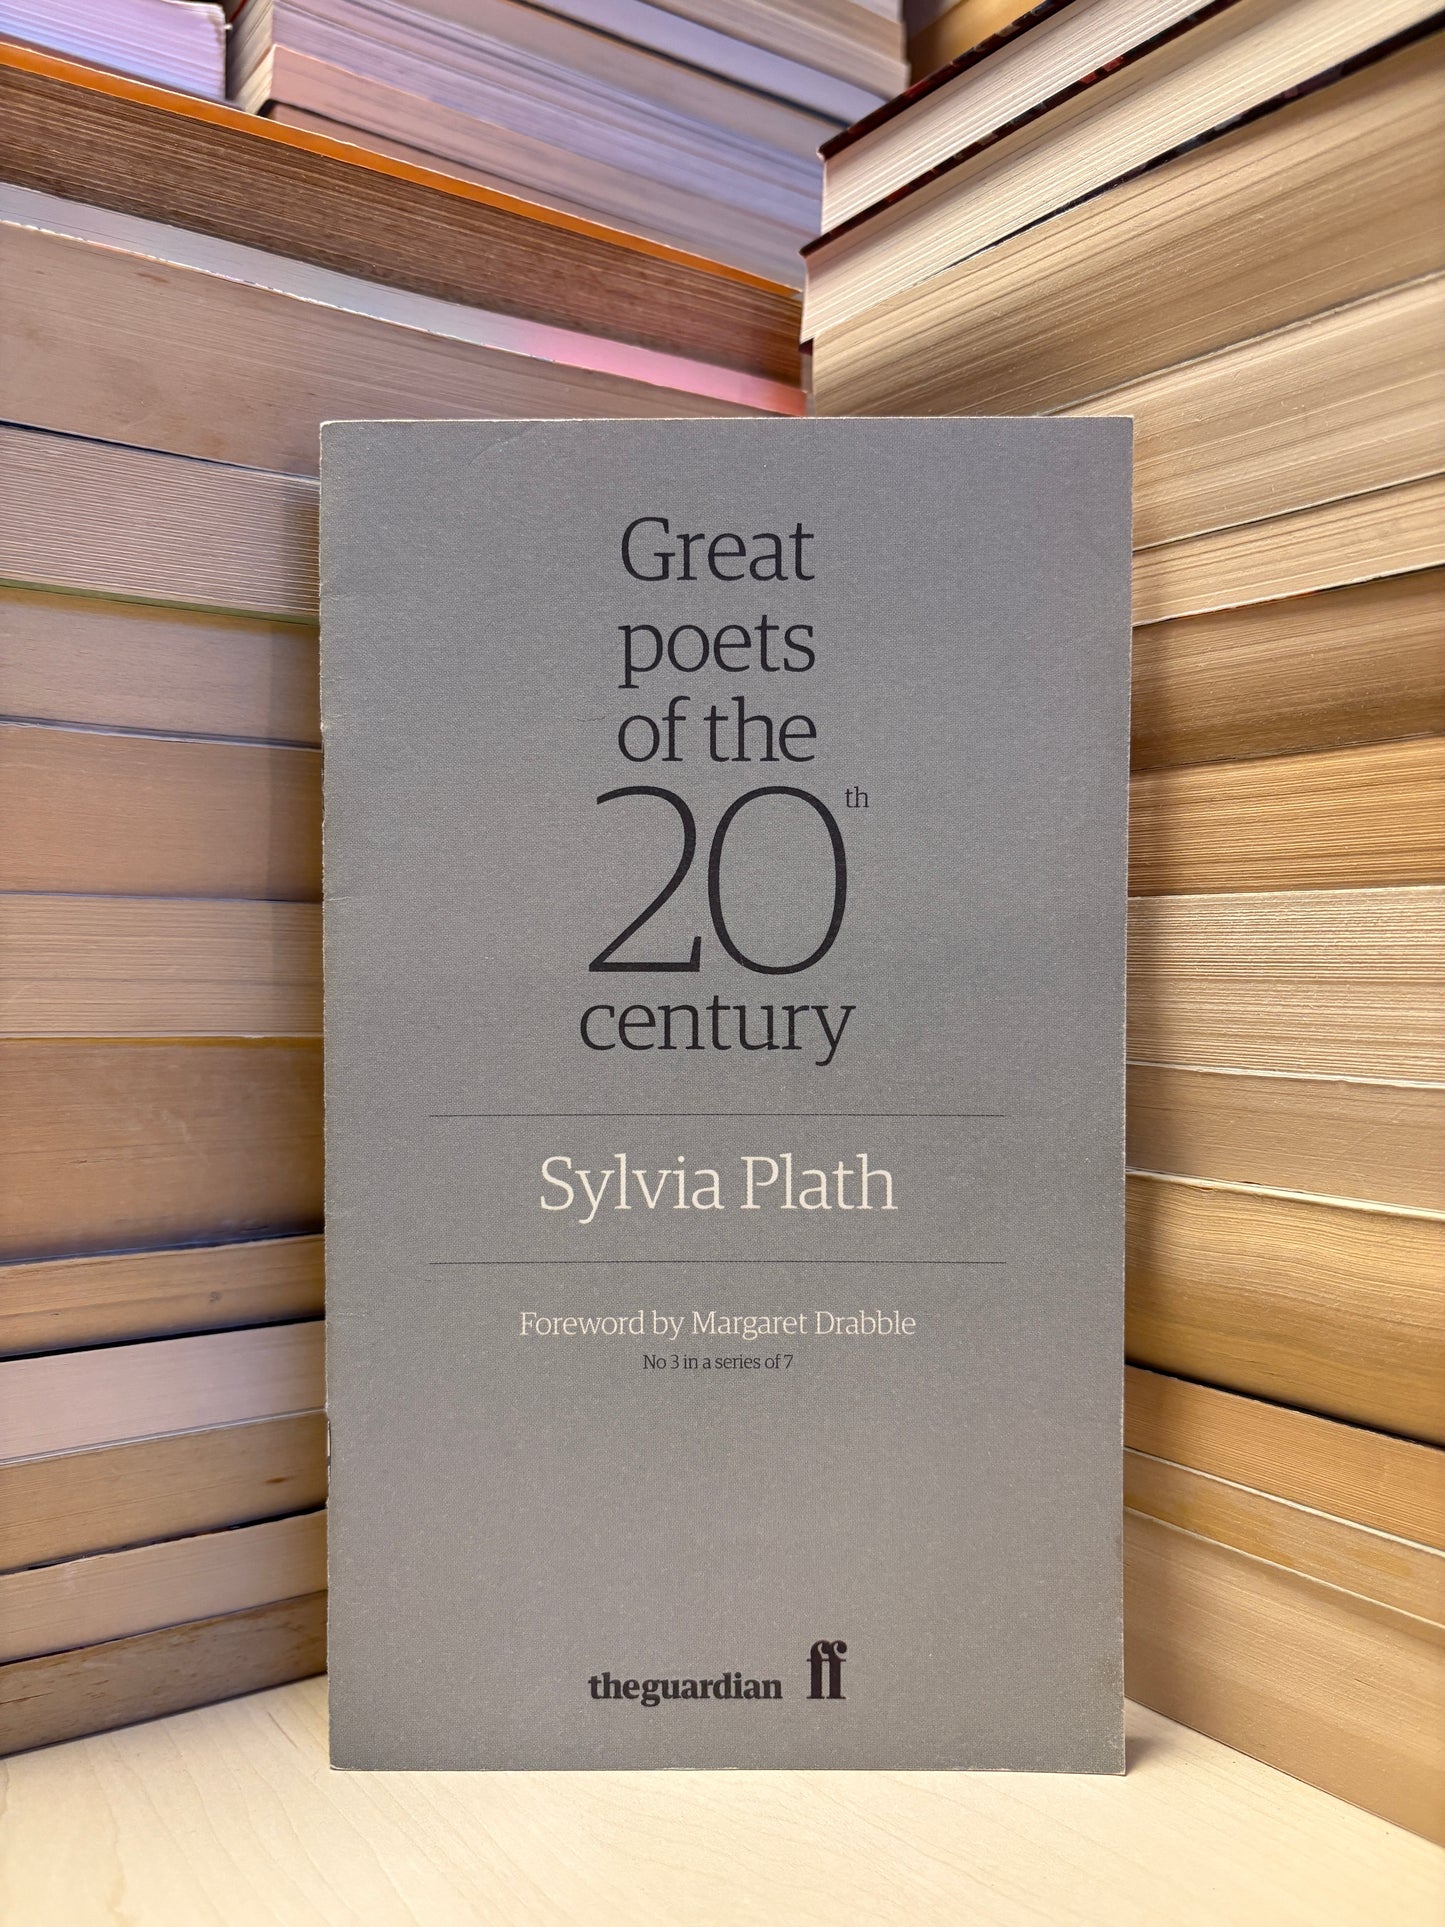 Great
poets
of the
20th
century
Sylvia Plath
Foreword by Margaret Drabble
No 3 in a series of 7
theguardian ff